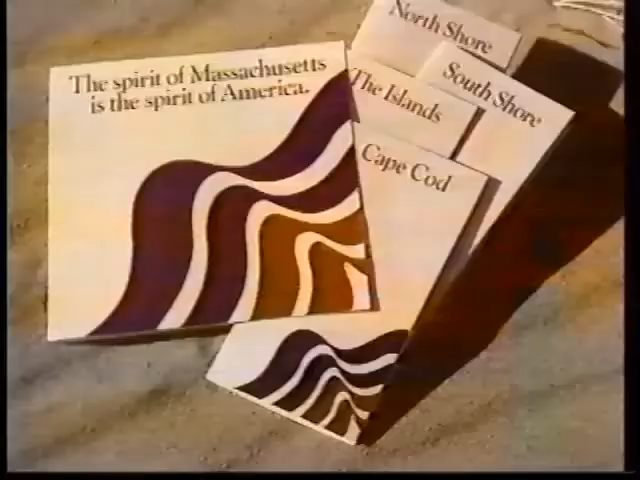 The spirit of Massachusetts
is the spirit of America.
North Shore
South Shore
The Islands
Cape Cod